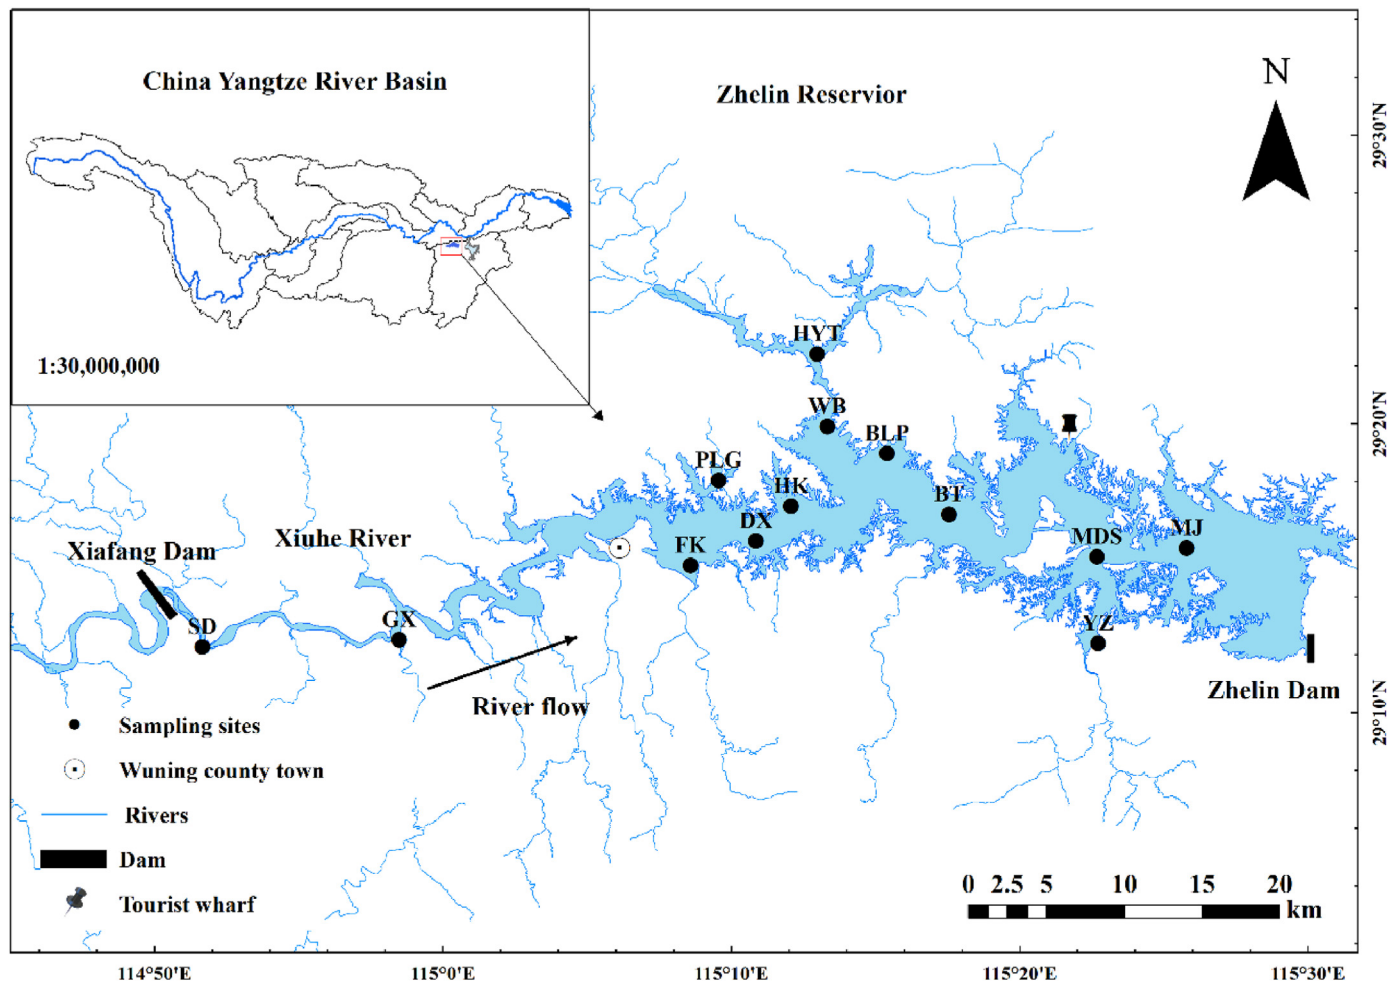 China Yangtze River Basin
1:30,000,000
Zhelin Reservior
N
29°30'N
29°20'N
29°10'N
HYT
WB
BLP
PLG
HK
BT
DX
FK
MDS
MJ
YZ
Xiuhe River
Xiafang Dam
SD
GX
River flow
Zhelin Dam
Sampling sites
Wuning county town
Rivers
Dam
Tourist wharf
0 2.5 5 10 15 20
km
114°50'E 115°0'E 115°10'E 115°20'E 115°30'E